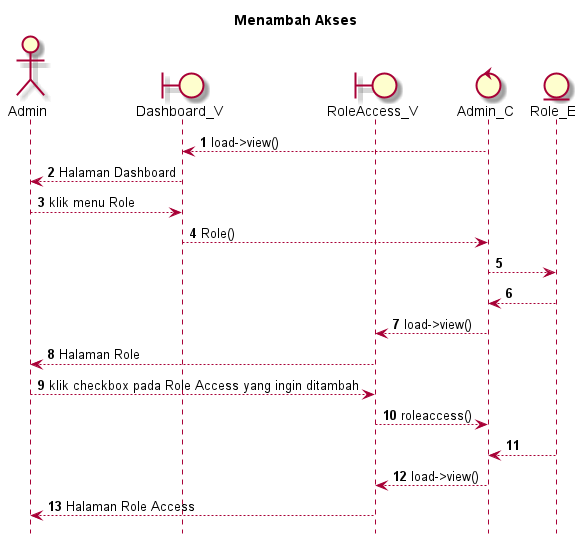 Menambah Akses
Admin
Dashboard_V
RoleAccess_V
Admin_C
Role_E
1 load->view()
2 Halaman Dashboard
3 klik menu Role
4 Role()
5
6
7 load->view()
8 Halaman Role
9 klik checkbox pada Role Access yang ingin ditambah
10 roleaccess()
11
12 load->view()
13 Halaman Role Access